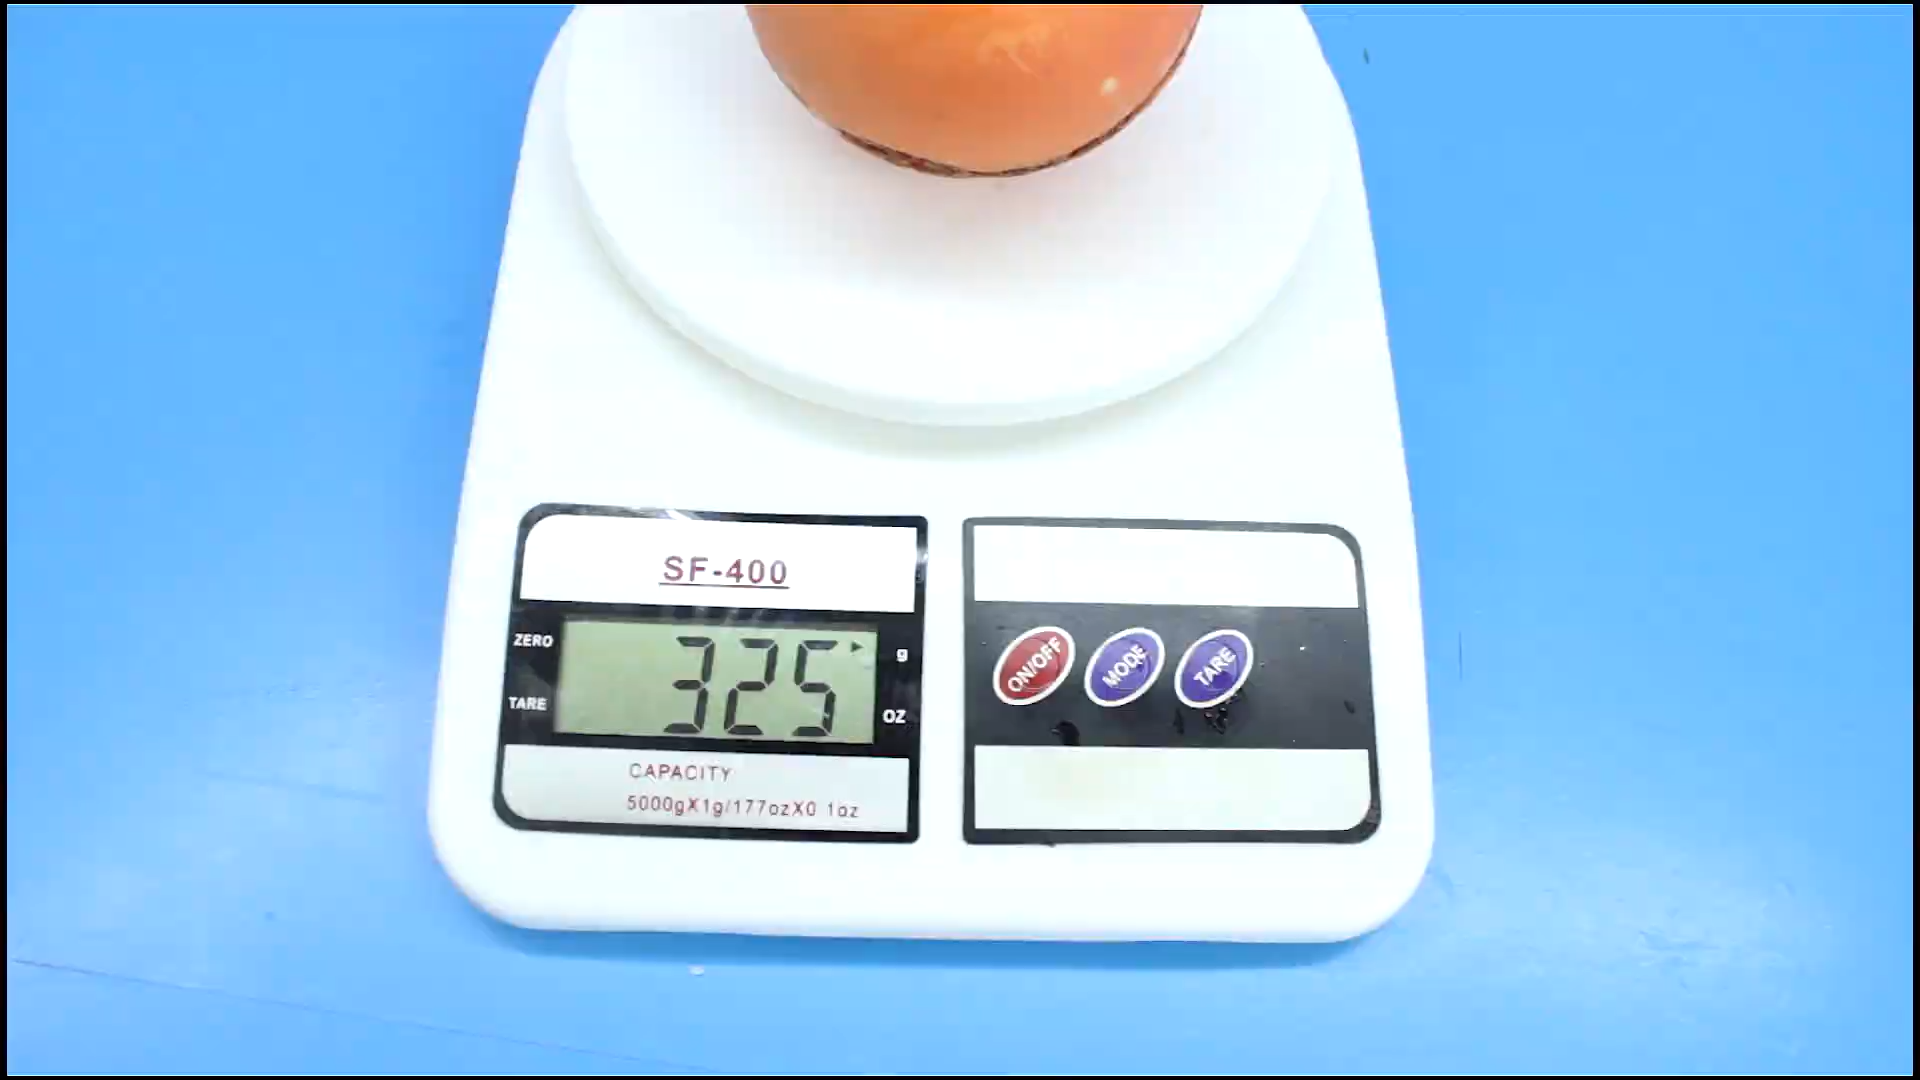 SF-400
ZERO
325
g
TARE
OZ
CAPACITY
5000gX1g/177ozX0 1oz
ON/OFF
MODE
TARE